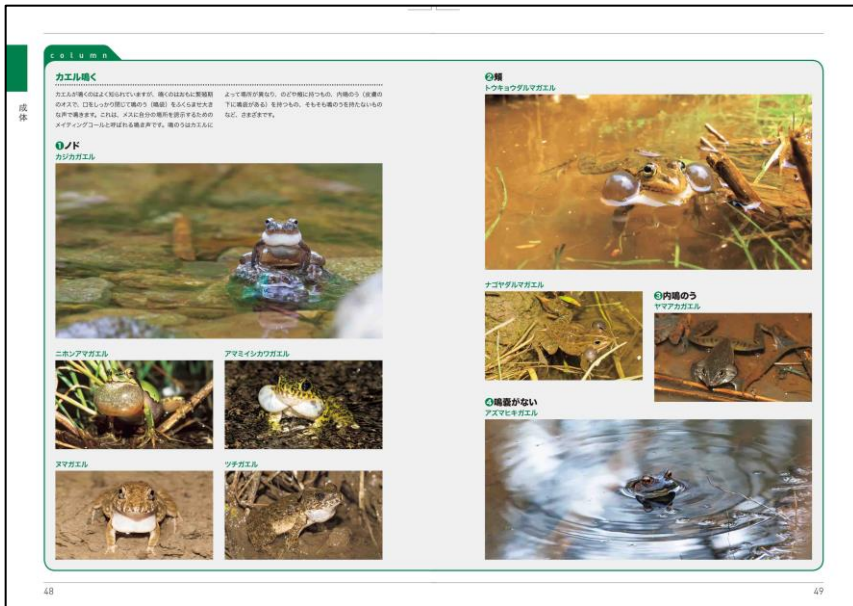 column
成体
カエル鳴く
カエルが鳴くのはよく知られていますが、鳴くのはおもに繁殖期
のオスで、口をしっかり閉じて鳴のう（鳴袋）をふくらませ大き
な声で鳴きます。これは、メスに自分の場所を誇示するための
メイティングコールと呼ばれる鳴き声です。鳴のうはカエルに
よって場所が異なり、のどや頬に持つもの、内鳴のう（皮膚の
下に鳴嚢がある）を持つもの、そもそも鳴のうを持たないもの
など、さまざまです。
❶ノド
カジカガエル
ニホンアマガエル
アマミイシカワガエル
ヌマガエル
ツチガエル
❷頬
トウキョウダルマガエル
ナゴヤダルマガエル
❸内鳴のう
ヤマアカガエル
❹鳴嚢がない
アズマヒキガエル
48
49